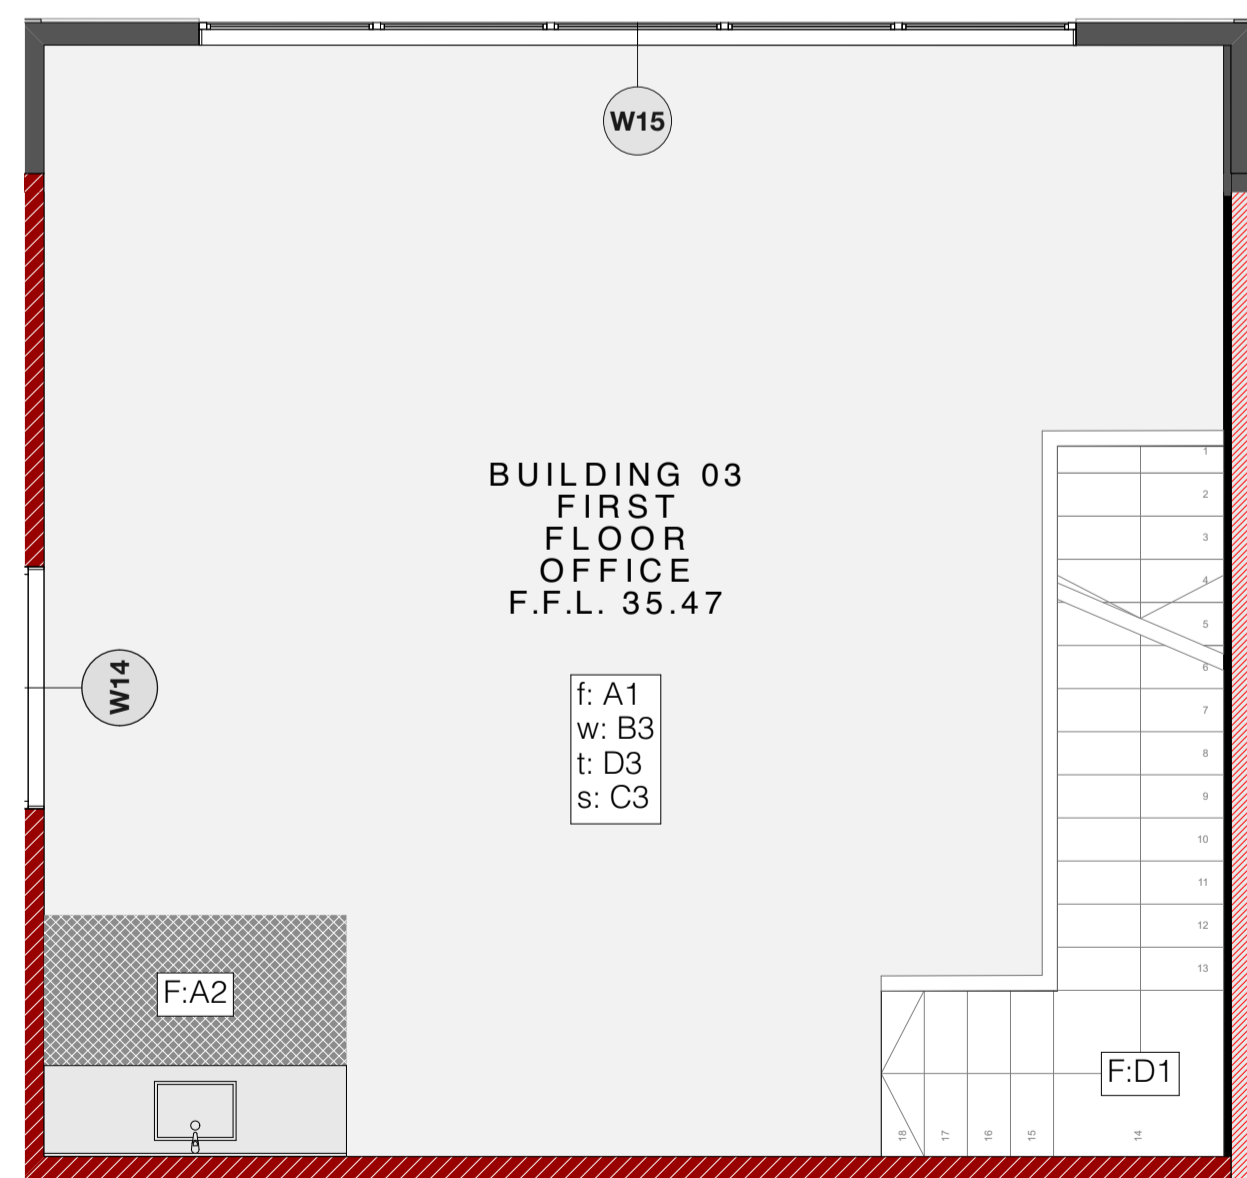 W15
BUILDING 03
FIRST
FLOOR
OFFICE
F.F.L. 35.47
W14
f: A1
w: B3
t: D3
s: C3
F:A2
F:D1
1
2
3
4
5
6
7
8
9
10
11
12
13
18 17 16 15 14